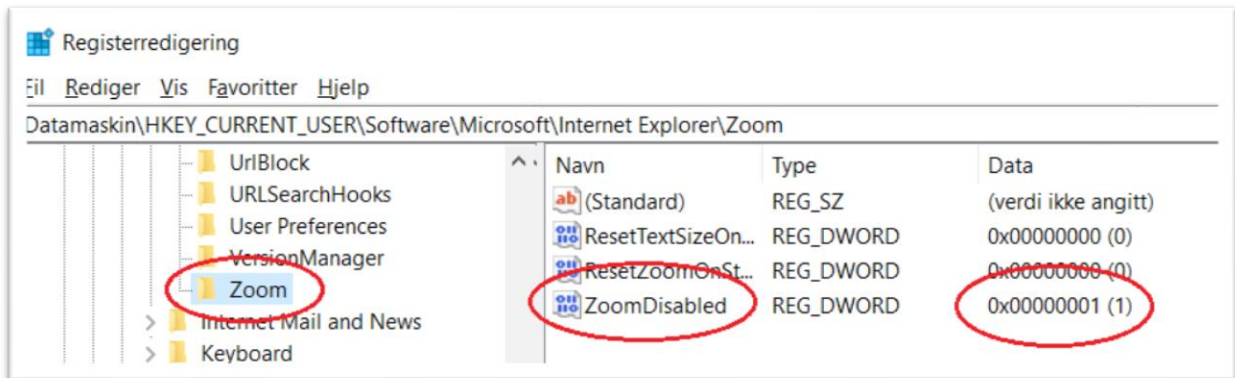 Registerredigering
Fil Rediger Vis Favoritter Hjelp
Datamaskin\HKEY_CURRENT_USER\Software\Microsoft\Internet Explorer\Zoom
UrlBlock
URLSearchHooks
User Preferences
VersionManager
Zoom
Internet Mail and News
Keyboard
Navn Type Data
(Standard) REG_SZ (verdi ikke angitt)
ResetTextSizeOn... REG_DWORD 0x00000000 (0)
ResetZoomOnSt... REG_DWORD 0x00000000 (0)
ZoomDisabled REG_DWORD 0x00000001 (1)